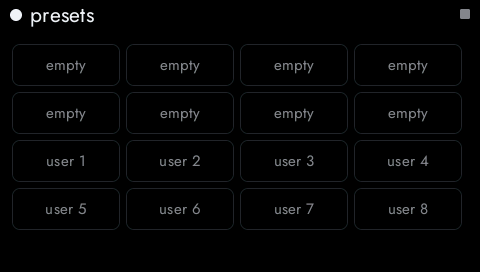 presets
empty empty empty empty
empty empty empty empty
user 1 user 2 user 3 user 4
user 5 user 6 user 7 user 8